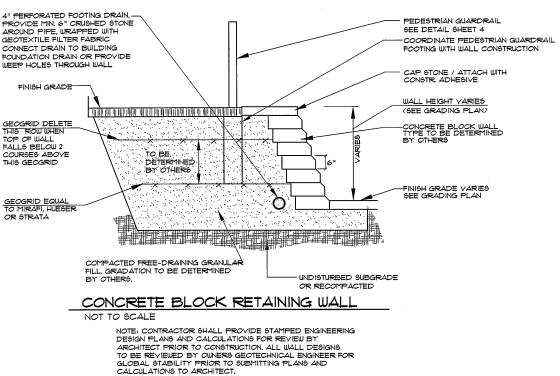 4" PERFORATED FOOTING DRAIN,
PROVIDE MIN. 6" CRUSHED STONE
AROUND PIPE, WRAPPED WITH
GEOTEXTILE FILTER FABRIC
CONNECT DRAIN TO BUILDING
FOUNDATION DRAIN OR PROVIDE
WEEP HOLES THROUGH WALL
FINISH GRADE
GEOGRID DELETE
THIS ROW WHEN
TOP OF WALL
FALLS BELOW 2
COURSES ABOVE
THIS GEOGRID
GEOGRID EQUAL
TO MIRAFI, HUESER
OR STRATA
TO BE
DETERMINED
BY OTHERS
6"
VARIES
PEDESTRIAN GUARDRAIL
SEE DETAIL SHEET 4
COORDINATE PEDESTRIAN GUARDRAIL
FOOTING WITH WALL CONSTRUCTION
CAP STONE / ATTACH WITH
CONSTR. ADHESIVE
WALL HEIGHT VARIES
(SEE GRADING PLAN)
CONCRETE BLOCK WALL
TYPE TO BE DETERMINED
BY OTHERS
FINISH GRADE VARIES
SEE GRADING PLAN
COMPACTED FREE-DRAINING GRANULAR
FILL. GRADATION TO BE DETERMINED
BY OTHERS.
UNDISTURBED SUBGRADE
OR RECOMPACTED
CONCRETE BLOCK RETAINING WALL
NOT TO SCALE
NOTE: CONTRACTOR SHALL PROVIDE STAMPED ENGINEERING
DESIGN PLANS AND CALCULATIONS FOR REVIEW BY
ARCHITECT PRIOR TO CONSTRUCTION. ALL WALL DESIGNS
TO BE REVIEWED BY OWNERS GEOTECHNICAL ENGINEER FOR
GLOBAL STABILITY PRIOR TO SUBMITTING PLANS AND
CALCULATIONS TO ARCHITECT.